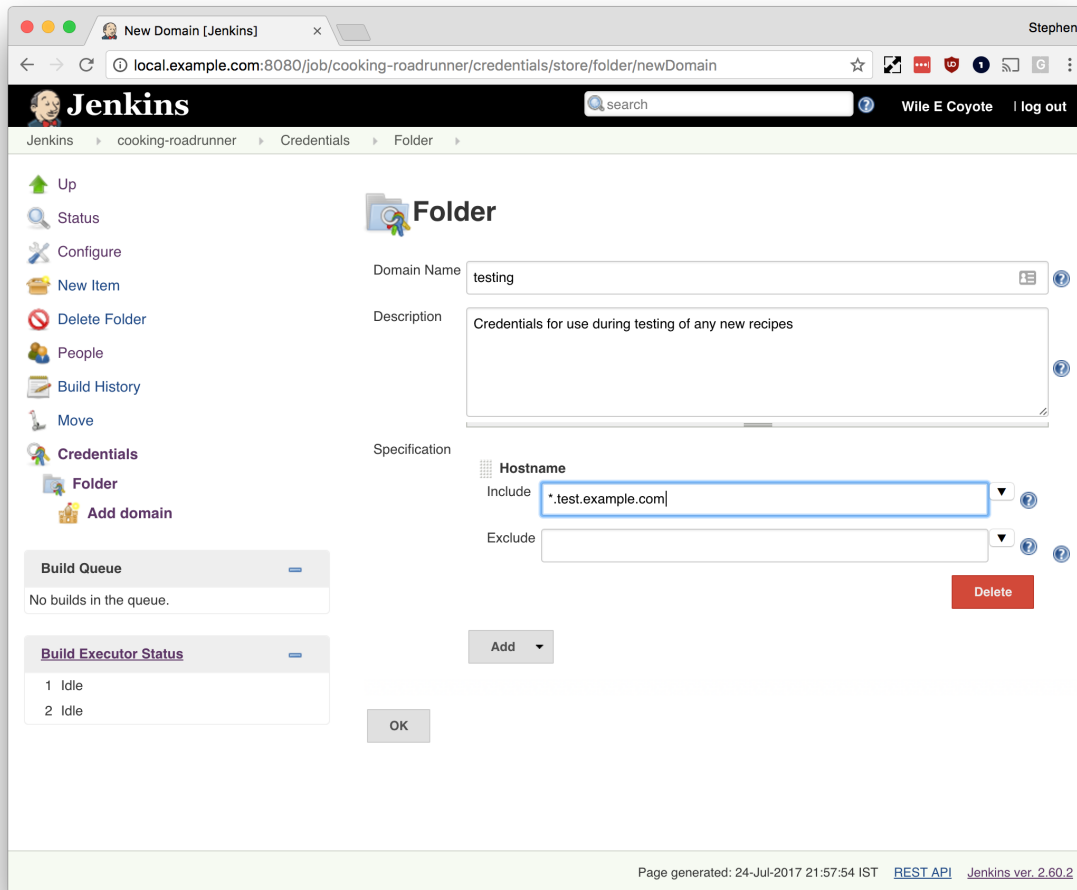 New Domain [Jenkins]
Stephen
local.example.com:8080/job/cooking-roadrunner/credentials/store/folder/newDomain
Jenkins
search
Wile E Coyote
| log out
Jenkins
cooking-roadrunner
Credentials
Folder
Up
Status
Configure
New Item
Delete Folder
People
Build History
Move
Credentials
Folder
Add domain
Build Queue
No builds in the queue.
Build Executor Status
1 Idle
2 Idle
Folder
Domain Name
testing
Description
Credentials for use during testing of any new recipes
Specification
Hostname
Include
*.test.example.com
Exclude
Delete
Add
OK
Page generated: 24-Jul-2017 21:57:54 IST
REST API
Jenkins ver. 2.60.2